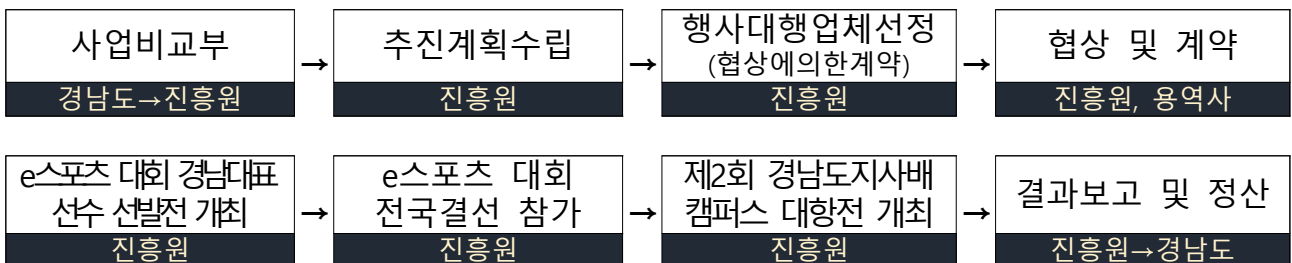 사업비교부
경남도→진흥원
→
추진계획수립
진흥원
→
행사대행업체선정
(협상에의한계약)
진흥원
→
협상 및 계약
진흥원, 용역사
e스포츠 대회 경남대표
선수 선발전 개최
진흥원
→
e스포츠 대회
전국결선 참가
진흥원
→
제2회 경남도지사배
캠퍼스 대항전 개최
진흥원
→
결과보고 및 정산
진흥원→경남도